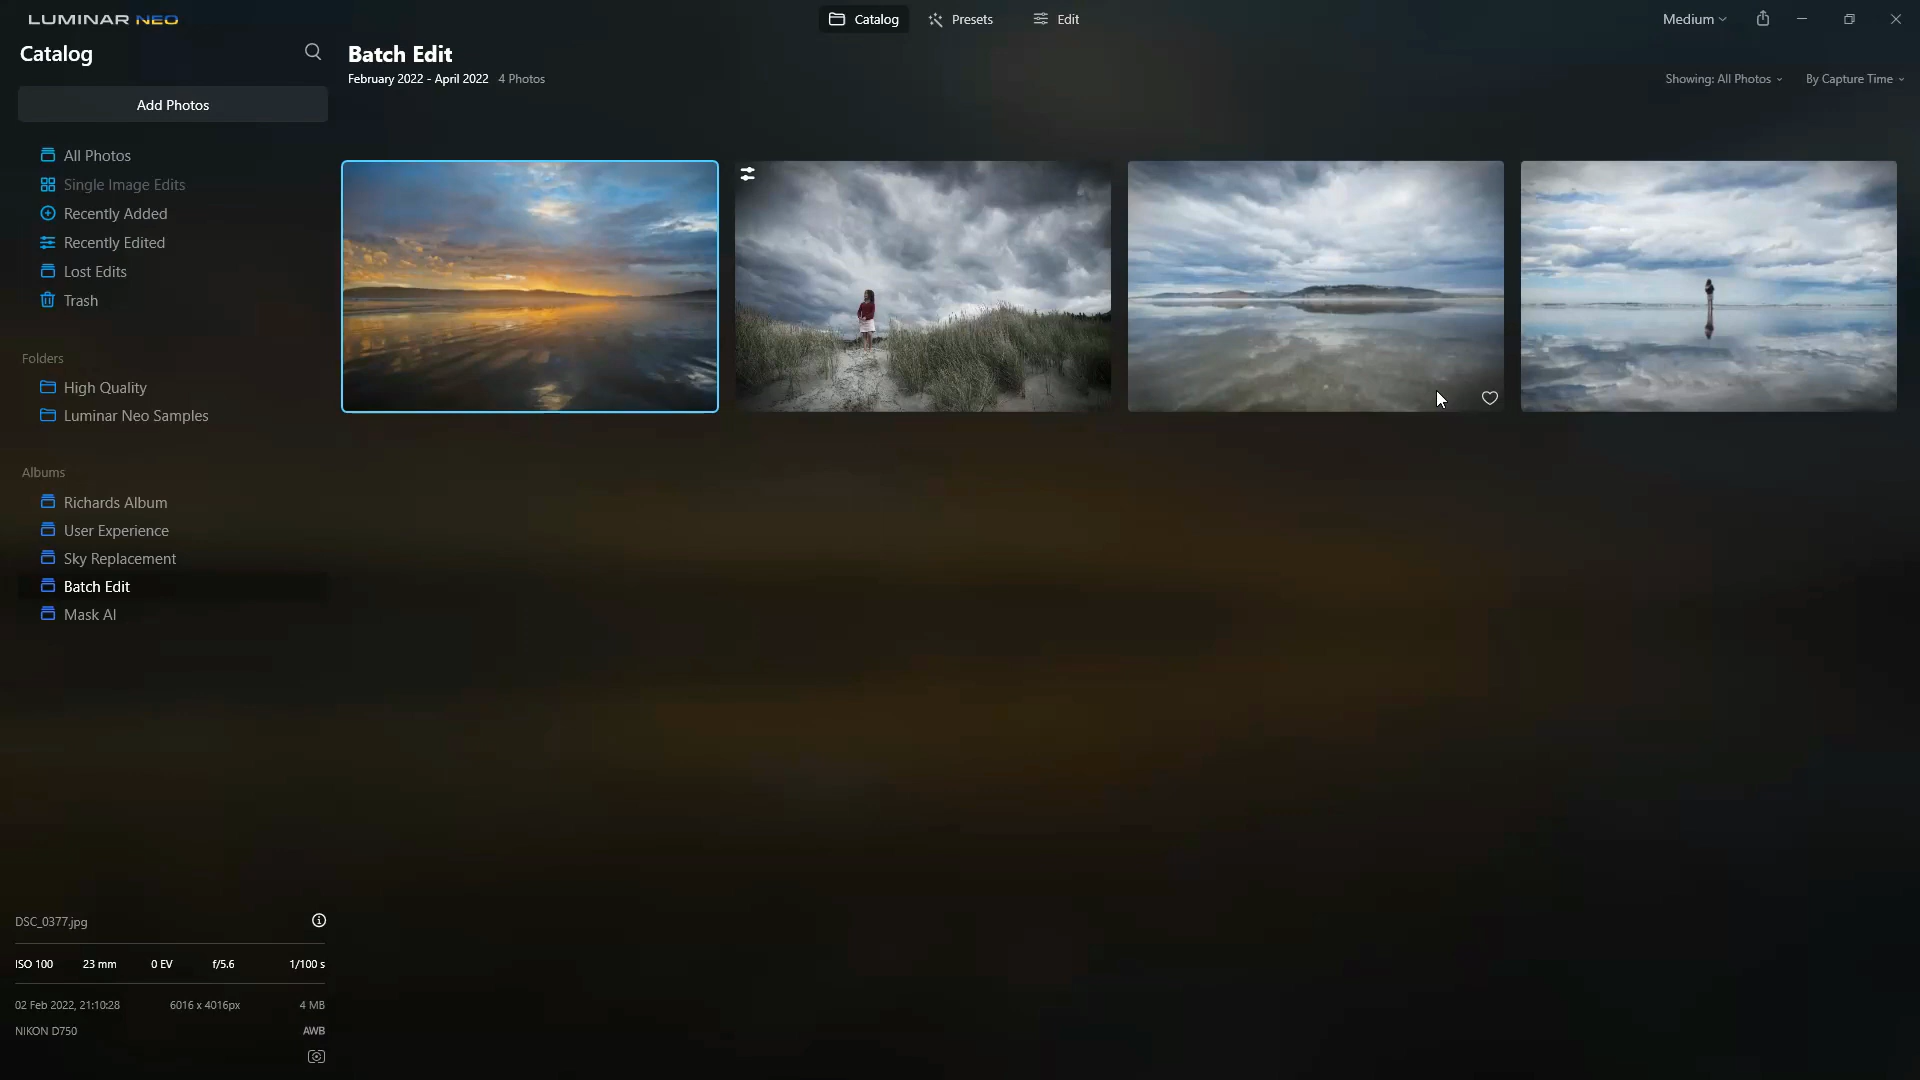 LUMINAR NEO
Catalog
Presets
Edit
Medium
Catalog
Add Photos
All Photos
Single Image Edits
Recently Added
Recently Edited
Lost Edits
Trash
Folders
High Quality
Luminar Neo Samples
Albums
Richards Album
User Experience
Sky Replacement
Batch Edit
Mask AI
DSC_0377.jpg
ISO 100 23 mm 0 EV f/5.6 1/100 s
02 Feb 2022, 21:10:28 6016 x 4016px 4 MB
NIKON D750 AWB
Batch Edit
February 2022 - April 2022 4 Photos
Showing: All Photos
By Capture Time